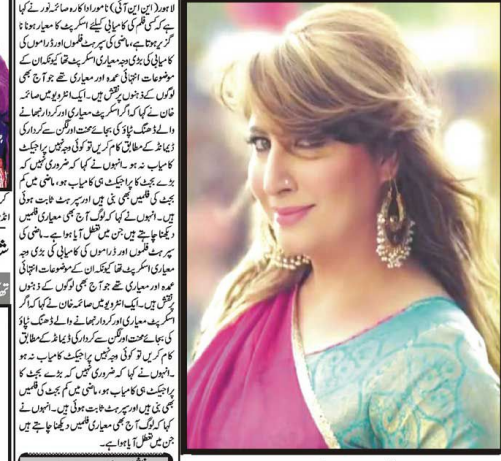 لاہور (این این آئی) نامور اداکارہ صائمہ نور نے کہا
ہے کہ کسی فلم کی کامیابی کیلئے اسکرپٹ کا معیار ہونا نا
گزیر ہوتا ہے، ماضی کی سپر ہٹ فلموں اور ڈراموں کی
کامیابی کی بڑی وجہ معیاری اسکرپٹ تھا کیونکہ ان کے
موضوعات انتہائی عمدہ اور معیاری تھے جو آج بھی
لوگوں کے ذہنوں پر نقش ہیں۔ ایک انٹرویو میں صائمہ
خان نے کہا کہ اگر اسکرپٹ معیاری اور کردار نبھانے
والے ڈھنگ ٹپاؤ کی بجائے محنت اور لگن سے کردار کی
ڈیمانڈ کے مطابق کام کریں تو کوئی وجہ نہیں پراجیکٹ
کامیاب نہ ہو۔ انہوں نے کہا کہ ضروری نہیں کہ
بڑے بجٹ کا پراجیکٹ ہی کامیاب ہو، ماضی میں کم
بجٹ کی فلمیں بھی بنی ہیں اور سپر ہٹ ثابت ہوئی
ہیں۔ انہوں نے کہا کہ لوگ آج بھی معیاری فلمیں
دیکھنا چاہتے ہیں جن میں تعطل آیا ہوا ہے۔ ماضی کی
سپر ہٹ فلموں اور ڈراموں کی کامیابی کی بڑی وجہ
معیاری اسکرپٹ تھا کیونکہ ان کے موضوعات انتہائی
عمدہ اور معیاری تھے جو آج بھی لوگوں کے ذہنوں پر
نقش ہیں۔ ایک انٹرویو میں صائمہ خان نے کہا کہ اگر
اسکرپٹ معیاری اور کردار نبھانے والے ڈھنگ ٹپاؤ
کی بجائے محنت اور لگن سے کردار کی ڈیمانڈ کے مطابق
کام کریں تو کوئی وجہ نہیں پراجیکٹ کامیاب نہ ہو
۔ انہوں نے کہا کہ ضروری نہیں کہ بڑے بجٹ کا
پراجیکٹ ہی کامیاب ہو، ماضی میں کم بجٹ کی فلمیں
بھی بنی ہیں اور سپر ہٹ ثابت ہوئی ہیں۔ انہوں نے
کہا کہ لوگ آج بھی معیاری فلمیں دیکھنا چاہتے ہیں
جن میں تعطل آیا ہوا ہے۔